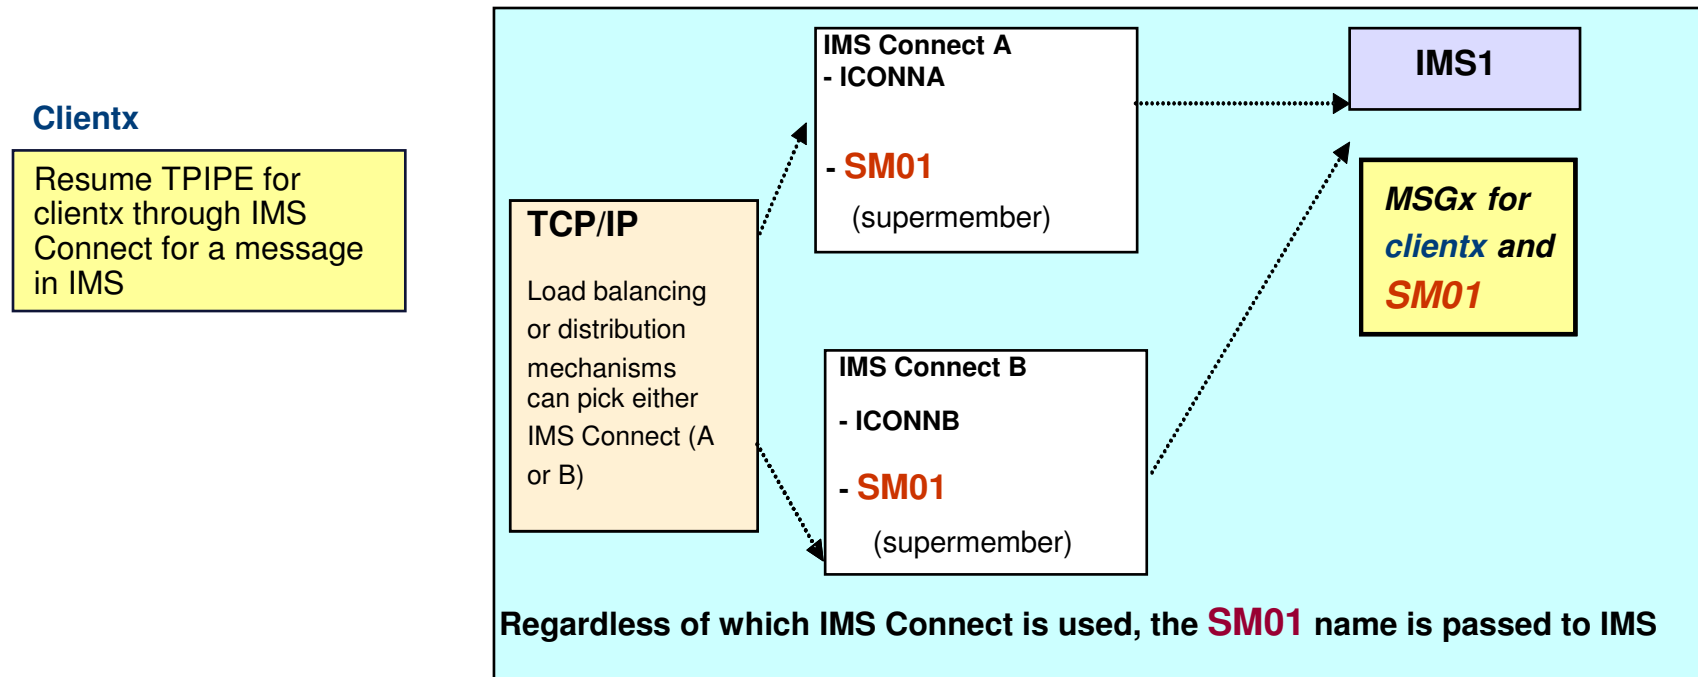 Clientx
Resume TPIPE for
clientx through IMS
Connect for a message
in IMS
TCP/IP
Load balancing
or distribution
mechanisms
can pick either
IMS Connect (A
or B)
IMS Connect A
- ICONNA
- SM01
(supermember)
IMS Connect B
- ICONNB
- SM01
(supermember)
IMS1
MSGx for
clientx and
SM01
Regardless of which IMS Connect is used, the SM01 name is passed to IMS